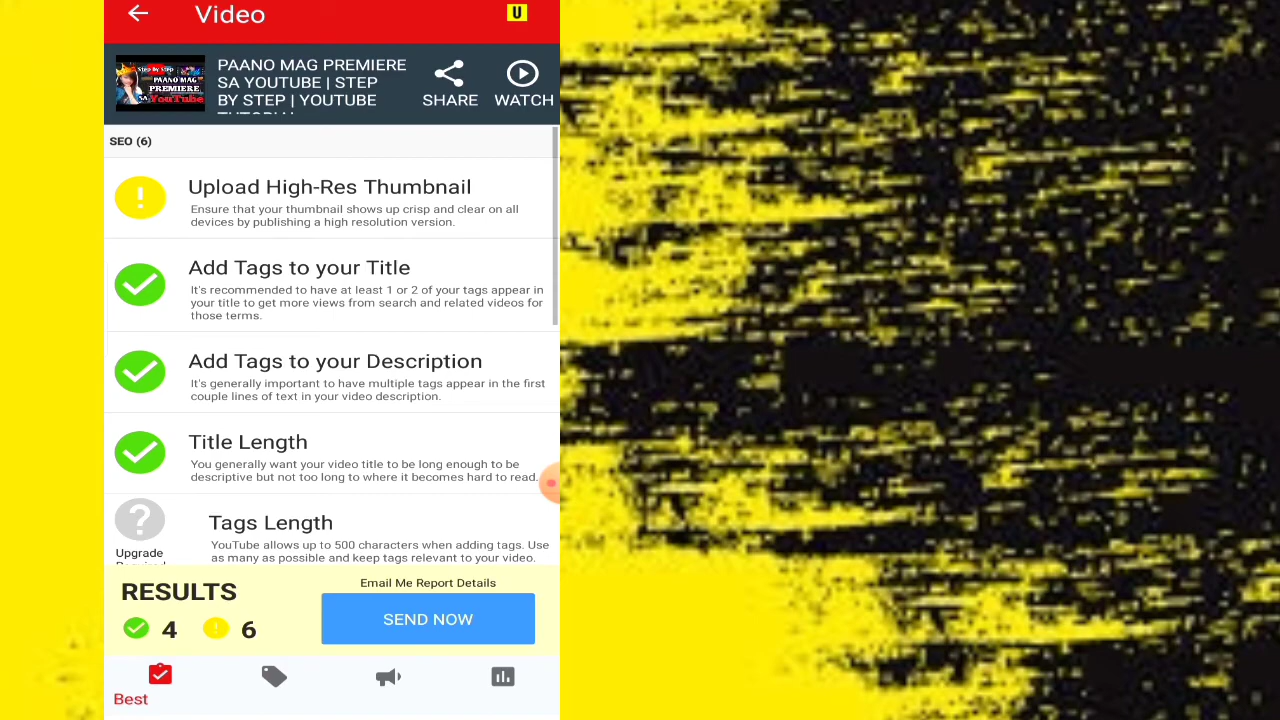 Video
U
Step By Step
PAANO MAG
PREMIERE
SA YouTube
PAANO MAG PREMIERE
SA YOUTUBE | STEP
BY STEP | YOUTUBE
SHARE
WATCH
SEO (6)
Upload High-Res Thumbnail
Ensure that your thumbnail shows up crisp and clear on all
devices by publishing a high resolution version.
Add Tags to your Title
It's recommended to have at least 1 or 2 of your tags appear in
your title to get more views from search and related videos for
those terms.
Add Tags to your Description
It's generally important to have multiple tags appear in the first
couple lines of text in your video description.
Title Length
You generally want your video title to be long enough to be
descriptive but not too long to where it becomes hard to read.
Upgrade
Tags Length
YouTube allows up to 500 characters when adding tags. Use
as many as possible and keep tags relevant to your video.
RESULTS
4 6
Email Me Report Details
SEND NOW
Best